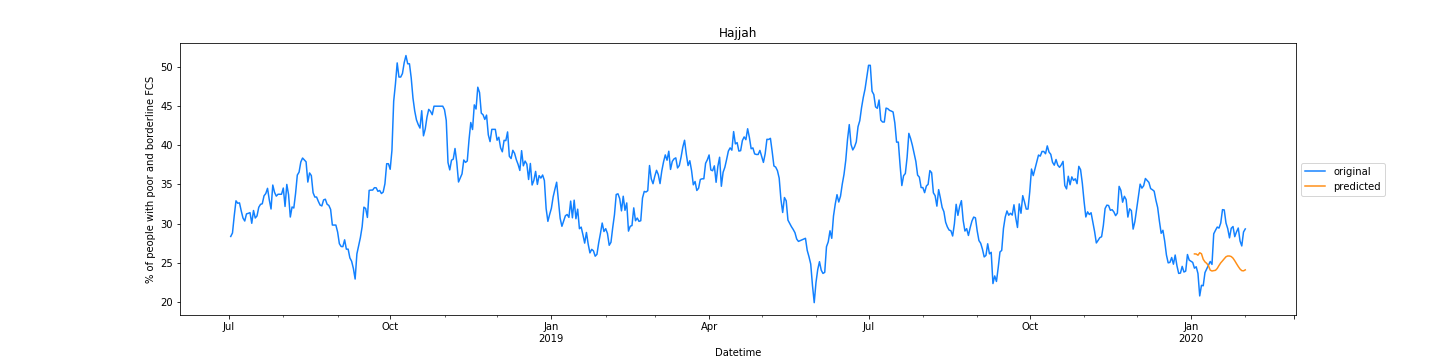 Hajjah
% of people with poor and borderline FCS
50
45
40
35
30
25
20
Jul
Oct
Jan
2019
Apr
Jul
Oct
Jan
2020
Datetime
original
predicted